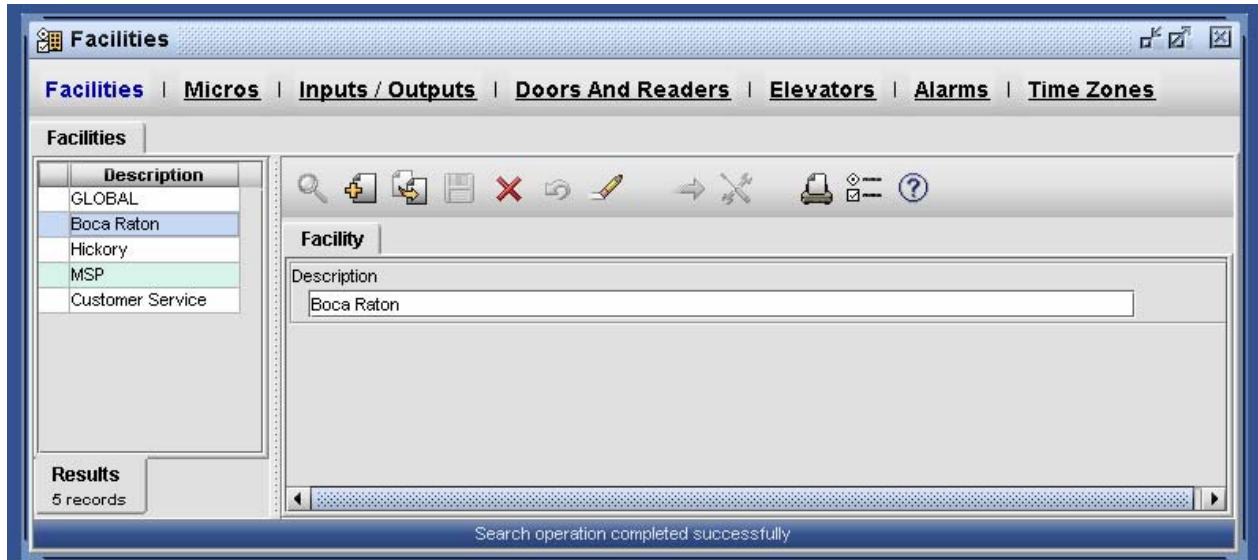 Facilities
Facilities | Micros | Inputs / Outputs | Doors And Readers | Elevators | Alarms | Time Zones
Facilities
Description
GLOBAL
Boca Raton
Hickory
MSP
Customer Service
Results
5 records
Facility
Description
Boca Raton
Search operation completed successfully